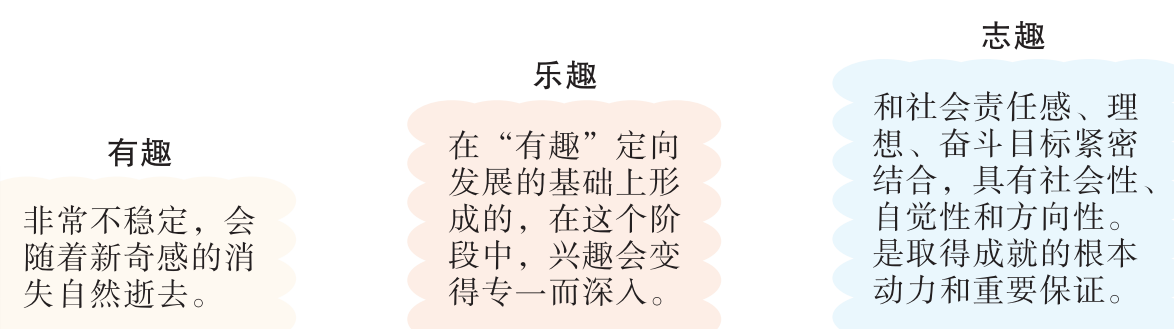 有趣
非常不稳定，会
随着新奇感的消
失自然逝去。
乐趣
在“有趣”定向
发展的基础上形
成的，在这个阶
段中，兴趣会变
得专一而深入。
志趣
和社会责任感、理
想、奋斗目标紧密
结合，具有社会性、
自觉性和方向性。
是取得成就的根本
动力和重要保证。